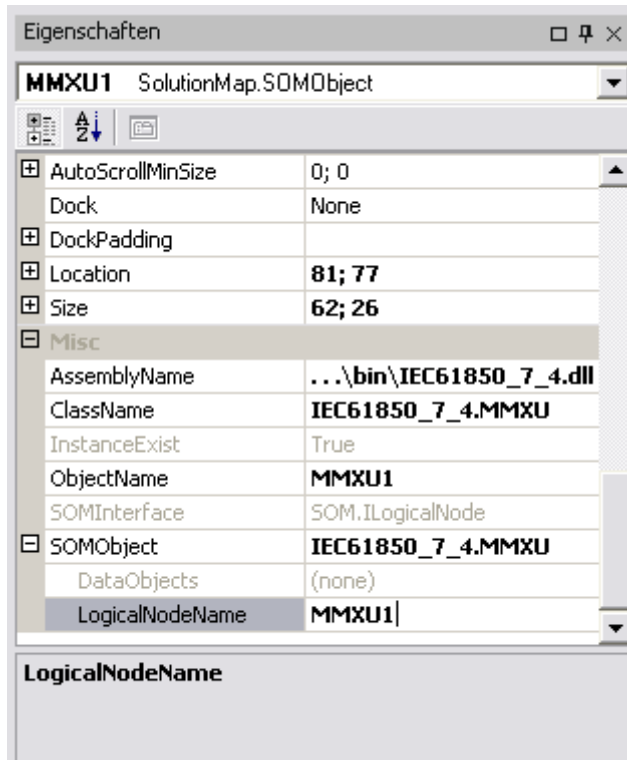 Eigenschaften
MMXU1 SolutionMap.SOMObject
AutoScrollMinSize 0; 0
Dock None
DockPadding
Location 81; 77
Size 62; 26
Misc
AssemblyName ...\bin\IEC61850_7_4.dll
ClassName IEC61850_7_4.MMXU
InstanceExist True
ObjectName MMXU1
SOMInterface SOM.ILogicalNode
SOMObject IEC61850_7_4.MMXU
DataObjects (none)
LogicalNodeName MMXU1
LogicalNodeName